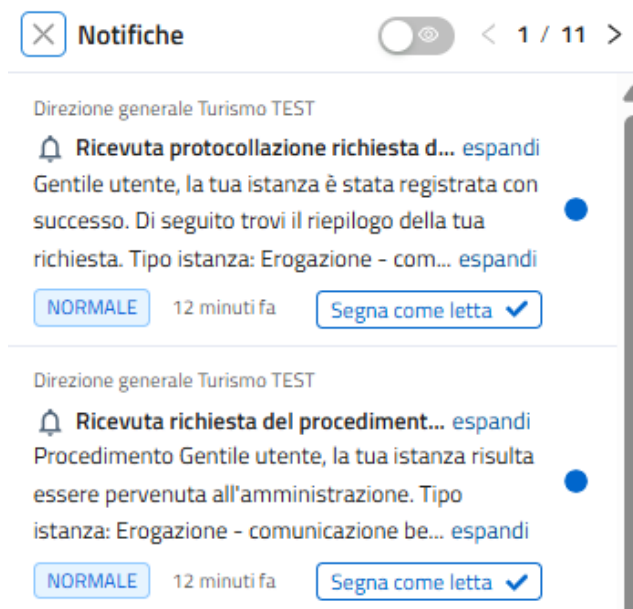 Notifiche
1 / 11
Direzione generale Turismo TEST
Ricevuta protocollazione richiesta d... espandi
Gentile utente, la tua istanza è stata registrata con
successo. Di seguito trovi il riepilogo della tua
richiesta. Tipo istanza: Erogazione - com... espandi
NORMALE 12 minuti fa Segna come letta
Direzione generale Turismo TEST
Ricevuta richiesta del procediment... espandi
Procedimento Gentile utente, la tua istanza risulta
essere pervenuta all'amministrazione. Tipo
istanza: Erogazione - comunicazione be... espandi
NORMALE 12 minuti fa Segna come letta